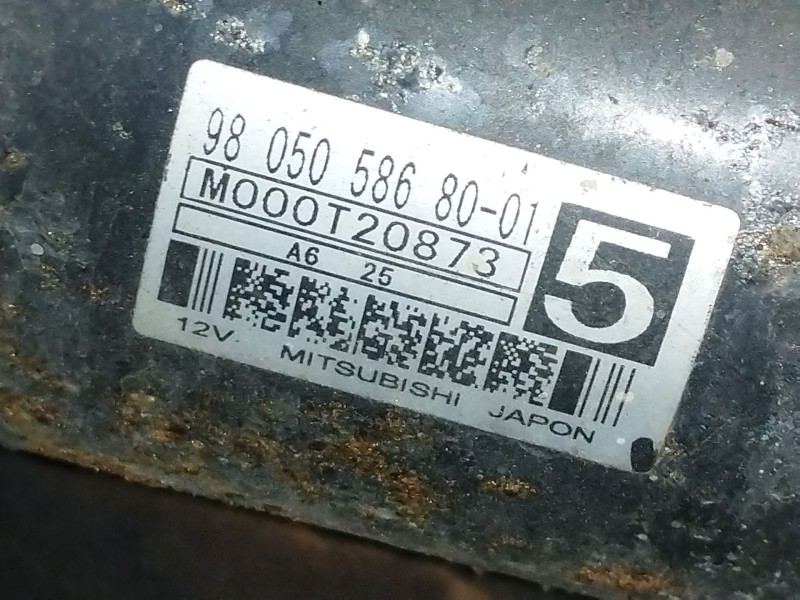 98 050 586 80-01
M000T20873
5
A6 25
12V
MITSUBISHI JAPON